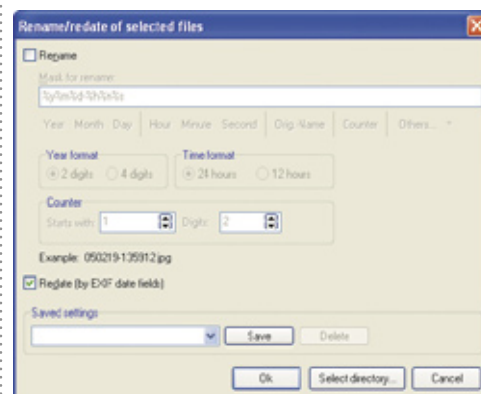 Rename/redate of selected files
Rename
Mask for rename:
%y%m%d-%h%n%s
Year Month Day Hour Minute Second Orig. Name Counter Others...
Year format
2 digits 4 digits
Time format
24 hours 12 hours
Counter
Starts with: 1 Digits: 2
Example: 050219-135912.jpg
Redate (by EXIF date fields)
Saved settings
Save Delete
Ok Select directory... Cancel